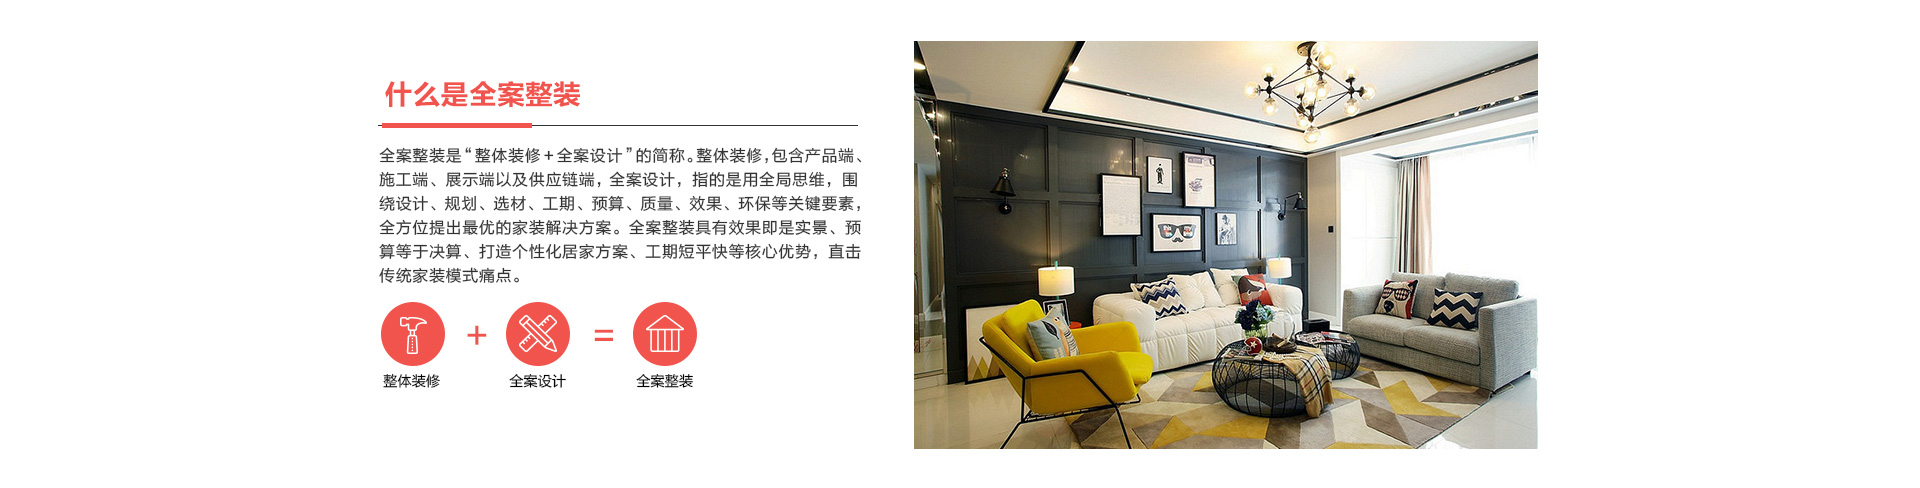 什么是全案整装
全案整装是“整体装修+全案设计”的简称。整体装修，包含产品端、
施工端、展示端以及供应链端，全案设计，指的是用全局思维，围
绕设计、规划、选材、工期、预算、质量、效果、环保等关键要素，
全方位提出最优的家装解决方案。全案整装具有效果即是实景、预
算等于决算、打造个性化居家方案、工期短平快等核心优势，直击
传统家装模式痛点。
+
=
整体装修
全案设计
全案整装